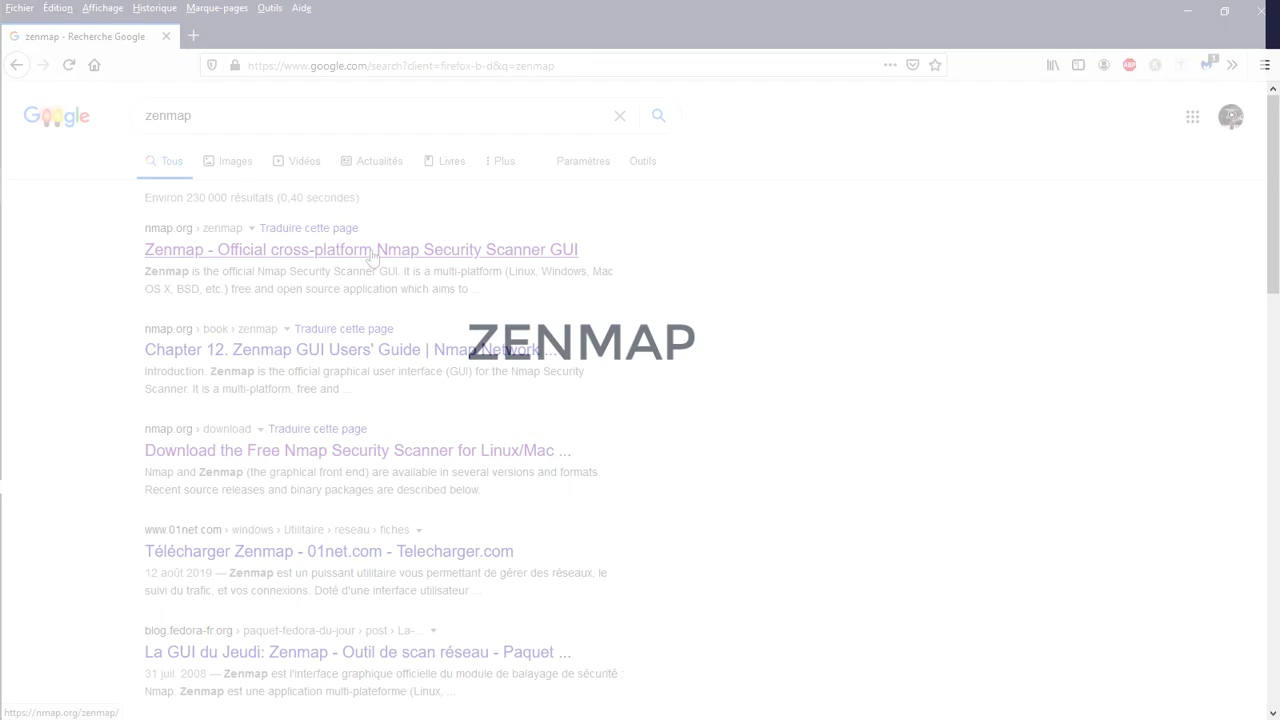 Fichier Édition Affichage Historique Marque-pages Outils Aide
zenmap - Recherche Google
https://www.google.com/search?client=firefox-b-d&q=zenmap
Google
zenmap
Tous Images Vidéos Actualités Livres Plus Paramètres Outils
Environ 230 000 résultats (0,40 secondes)
nmap.org › zenmap Traduire cette page
Zenmap - Official cross-platform Nmap Security Scanner GUI
Zenmap is the official Nmap Security Scanner GUI. It is a multi-platform (Linux, Windows, Mac
OS X, BSD, etc.) free and open source application which aims to ...
nmap.org › book › zenmap Traduire cette page
ZENMAP
Chapter 12. Zenmap GUI Users' Guide | Nmap Network ...
Introduction. Zenmap is the official graphical user interface (GUI) for the Nmap Security
Scanner. It is a multi-platform, free and ...
nmap.org › download Traduire cette page
Download the Free Nmap Security Scanner for Linux/Mac ...
Nmap and Zenmap (the graphical front end) are available in several versions and formats.
Recent source releases and binary packages are described below.
www.01net.com › windows › Utilitaire › reseau › fiches
Télécharger Zenmap - 01net.com - Telecharger.com
12 août 2019 — Zenmap est un puissant utilitaire vous permettant de gérer des réseaux, le
suivi du trafic, et vos connexions. Doté d'une interface utilisateur ...
blog.fedora-fr.org › paquet-fedora-du-jour › post › La-...
La GUI du Jeudi: Zenmap - Outil de scan réseau - Paquet ...
31 juil. 2008 — Zenmap est l'interface graphique officielle du module de balayage de sécurité
Nmap. Zenmap est une application multi-plateforme (Linux, ...
https://nmap.org/zenmap/